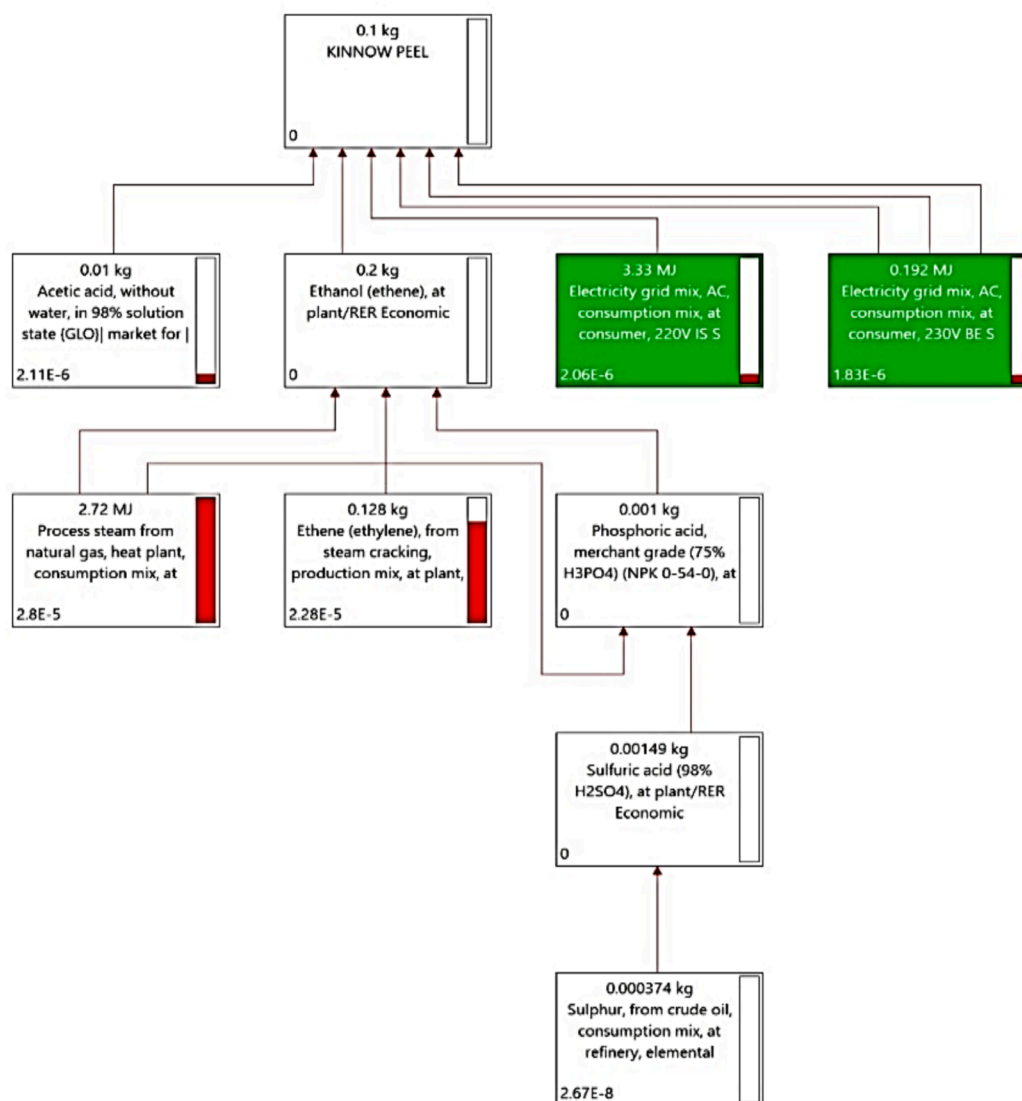 0.1 kg
KINNOW PEEL
0
0.01 kg
Acetic acid, without
water, in 98% solution
state {GLO}| market for |
2.11E-6
0.2 kg
Ethanol (ethene), at
plant/RER Economic
0
3.33 MJ
Electricity grid mix, AC,
consumption mix, at
consumer, 220V IS S
2.06E-6
0.192 MJ
Electricity grid mix, AC,
consumption mix, at
consumer, 230V BE S
1.83E-6
2.72 MJ
Process steam from
natural gas, heat plant,
consumption mix, at
2.8E-5
0.128 kg
Ethene (ethylene), from
steam cracking,
production mix, at plant,
2.28E-5
0.001 kg
Phosphoric acid,
merchant grade (75%
H3PO4) (NPK 0-54-0), at
0
0.00149 kg
Sulfuric acid (98%
H2SO4), at plant/RER
Economic
0
0.000374 kg
Sulphur, from crude oil,
consumption mix, at
refinery, elemental
2.67E-8